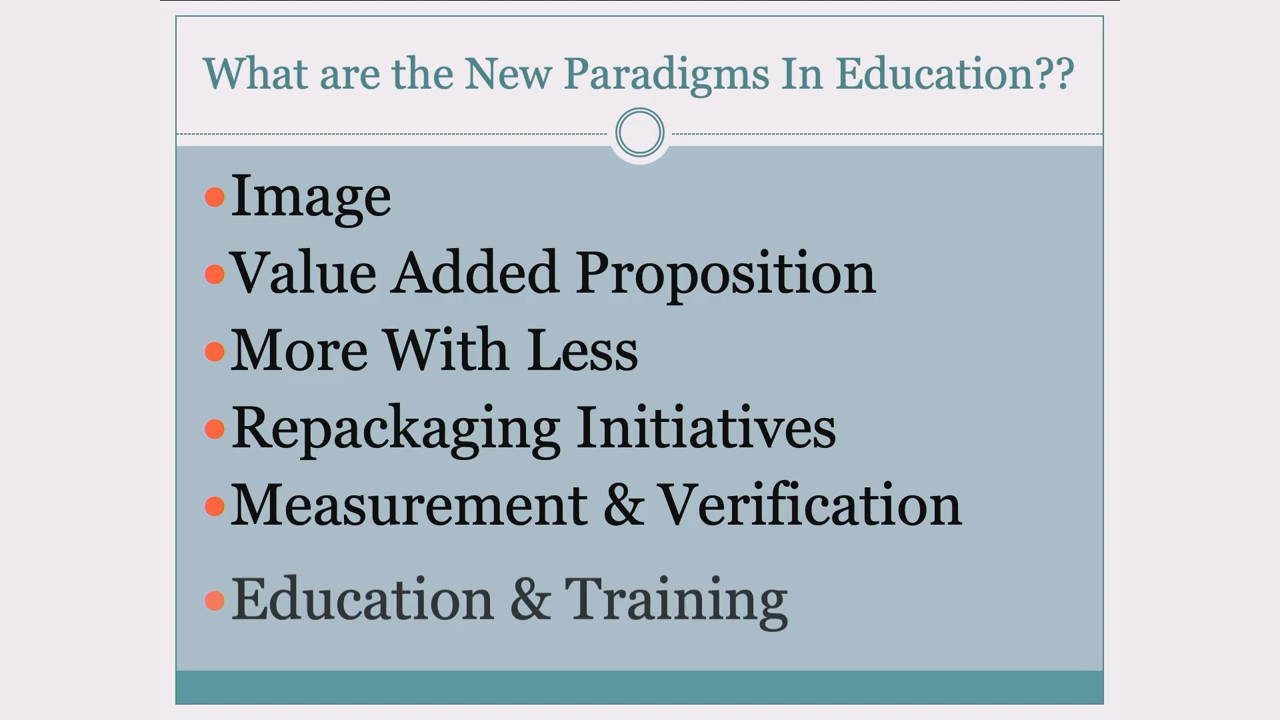 What are the New Paradigms In Education??
•Image
•Value Added Proposition
•More With Less
•Repackaging Initiatives
•Measurement & Verification
•Education & Training